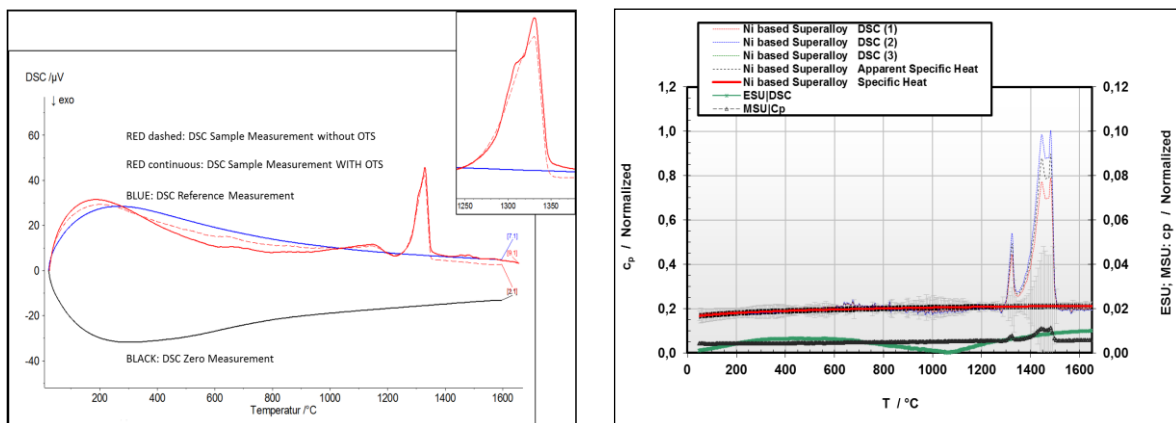 DSC /µV
↓ exo
60
40
20
0
-20
-40
RED dashed: DSC Sample Measurement without OTS
RED continuous: DSC Sample Measurement WITH OTS
BLUE: DSC Reference Measurement
BLACK: DSC Zero Measurement
200 400 600 800 1000 1200 1400 1600
Temperatur /°C
1250 1300 1350
Ni based Superalloy DSC (1)
Ni based Superalloy DSC (2)
Ni based Superalloy DSC (3)
Ni based Superalloy Apparent Specific Heat
Ni based Superalloy Specific Heat
ESU|DSC
MSU|Cp
1,2
1,0
0,8
0,6
0,4
0,2
0,0
cₚ / Normalized
0,12
0,10
0,08
0,06
0,04
0,02
0,00
ESU; MSU: cp / Normalized
0 200 400 600 800 1000 1200 1400 1600
T / °C